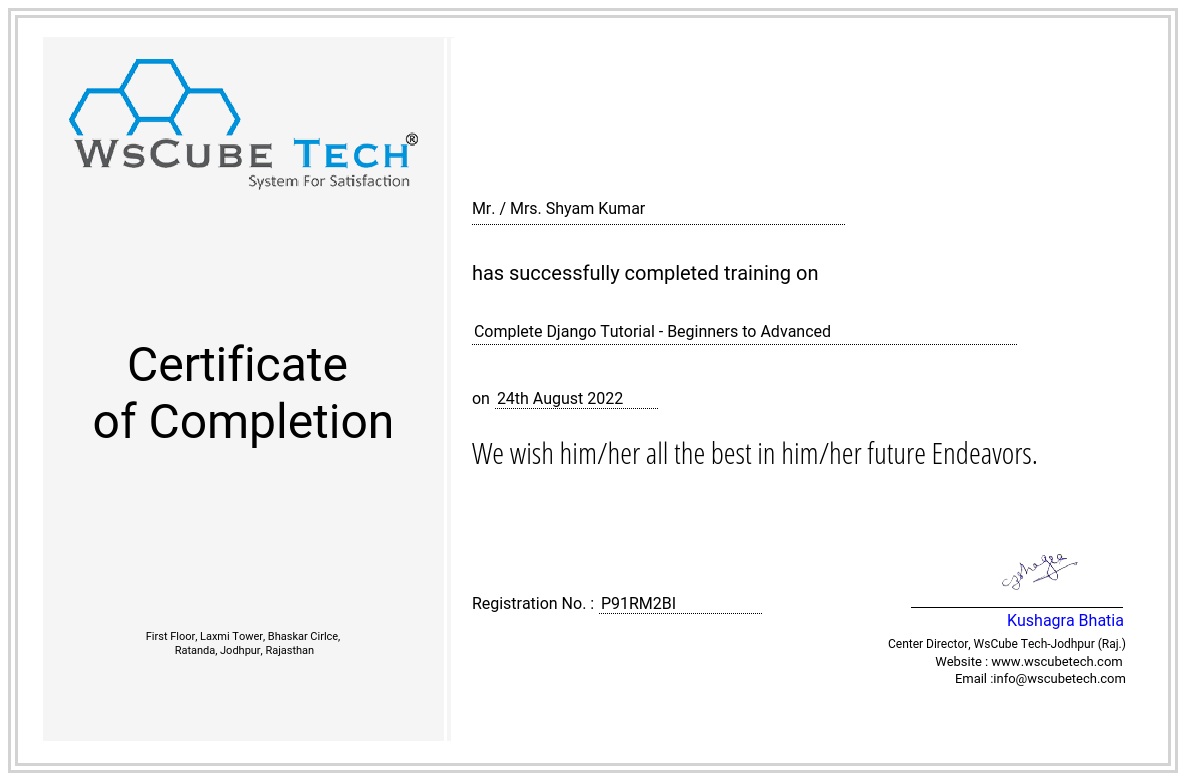 WsCube Tech®
System For Satisfaction
Certificate
of Completion
First Floor, Laxmi Tower, Bhaskar Cirlce,
Ratanda, Jodhpur, Rajasthan
Mr. / Mrs. Shyam Kumar
has successfully completed training on
Complete Django Tutorial - Beginners to Advanced
on 24th August 2022
We wish him/her all the best in him/her future Endeavors.
Registration No. : P91RM2BI
Kushagra Bhatia
Center Director, WsCube Tech-Jodhpur (Raj.)
Website : www.wscubetech.com
Email :info@wscubetech.com